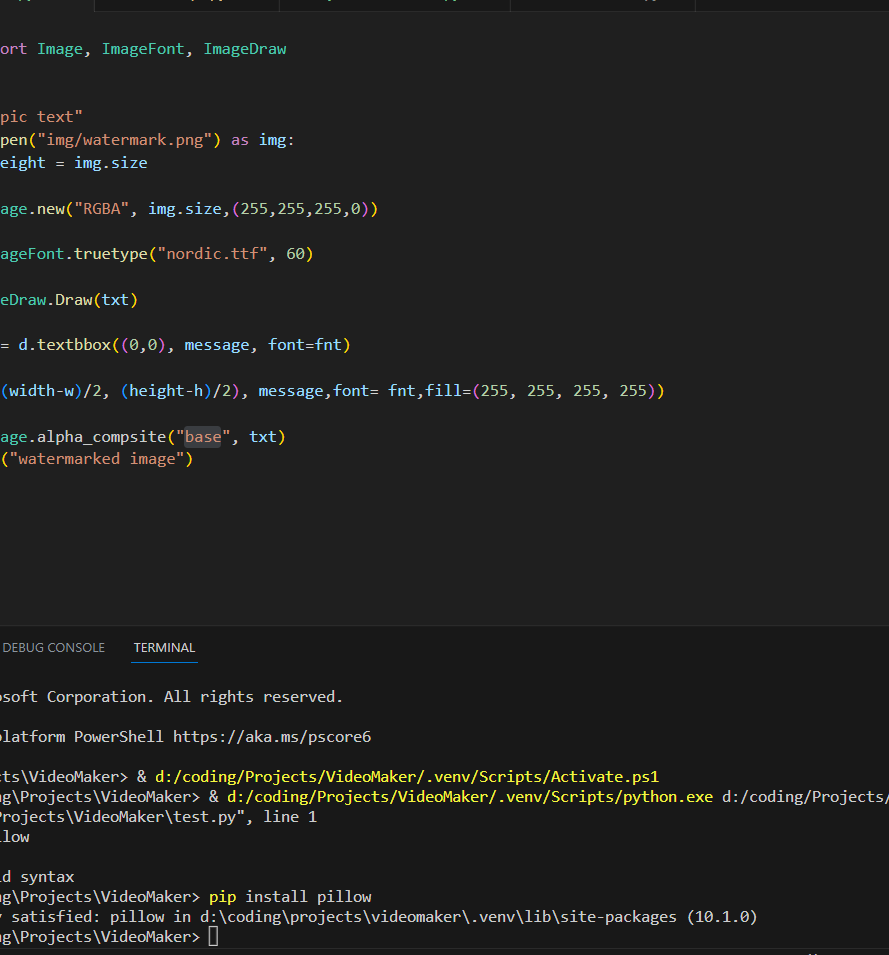 ort Image, ImageFont, ImageDraw
pic text"
pen("img/watermark.png") as img:
eight = img.size
age.new("RGBA", img.size,(255,255,255,0))
ageFont.truetype("nordic.ttf", 60)
eDraw.Draw(txt)
= d.textbbox((0,0), message, font=fnt)
(width-w)/2, (height-h)/2), message,font= fnt,fill=(255, 255, 255, 255))
age.alpha_compsite("base", txt)
("watermarked image")
DEBUG CONSOLE TERMINAL
osoft Corporation. All rights reserved.
platform PowerShell https://aka.ms/pscore6
cts\VideoMaker> & d:/coding/Projects/VideoMaker/.venv/Scripts/Activate.ps1
ng\Projects\VideoMaker> & d:/coding/Projects/VideoMaker/.venv/Scripts/python.exe d:/coding/Projects/
Projects\VideoMaker\test.py", line 1
llow
id syntax
ng\Projects\VideoMaker> pip install pillow
y satisfied: pillow in d:\coding\projects\videomaker\.venv\lib\site-packages (10.1.0)
ng\Projects\VideoMaker>